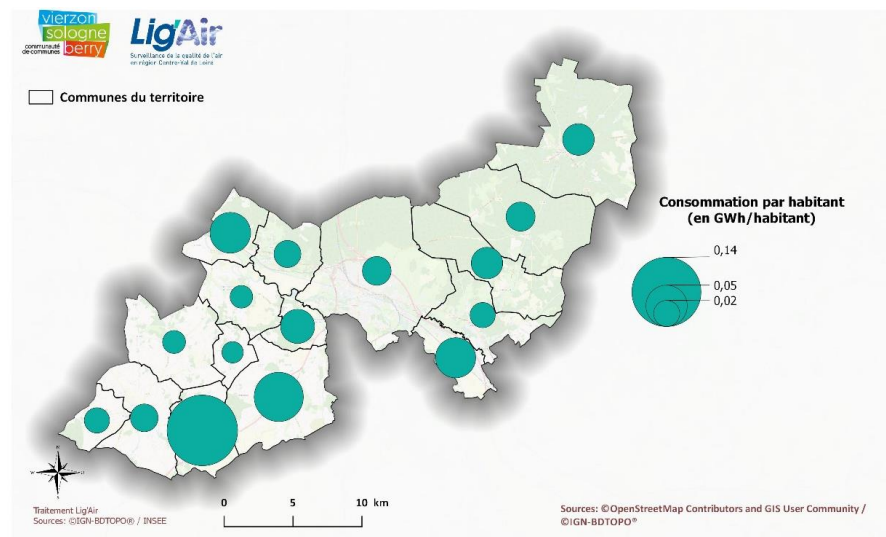 vierzon
sologne
berry
communauté
de communes
Lig'Air
Surveillance de la qualité de l'air
en région Centre-Val de Loire
Communes du territoire
Consommation par habitant
(en GWh/habitant)
0,14
0,05
0,02
N
W
S
Traitement Lig'Air
Sources: ©IGN-BDTOPO® / INSEE
0 5 10 km
Sources: ©OpenStreetMap Contributors and GIS User Community /
©IGN-BDTOPO®